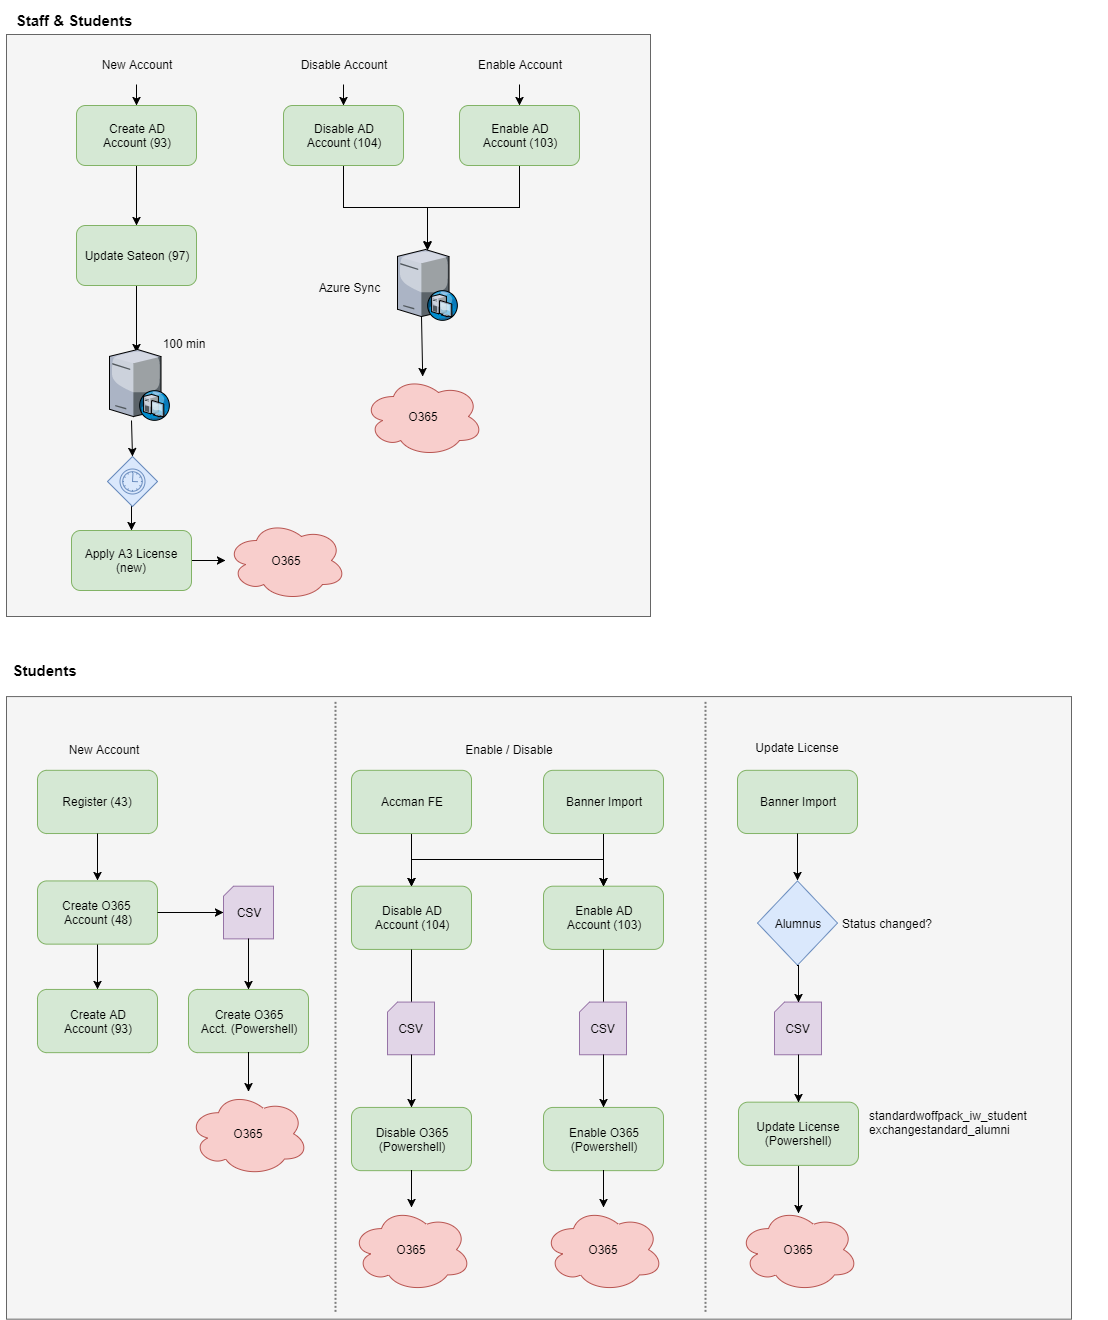 Staff & Students
New Account
Disable Account
Enable Account
Create AD
Account (93)
Disable AD
Account (104)
Enable AD
Account (103)
Update Sateon (97)
Azure Sync
100 min
O365
Apply A3 License
(new)
O365
Students
New Account
Enable / Disable
Update License
Register (43)
Accman FE
Banner Import
Banner Import
Create O365
Account (48)
CSV
Disable AD
Account (104)
Enable AD
Account (103)
Alumnus
Status changed?
Create AD
Account (93)
Create O365
Acct. (Powershell)
CSV
CSV
CSV
O365
Disable O365
(Powershell)
Enable O365
(Powershell)
Update License
(Powershell)
standardwoffpack_iw_student
exchangestandard_alumni
O365
O365
O365